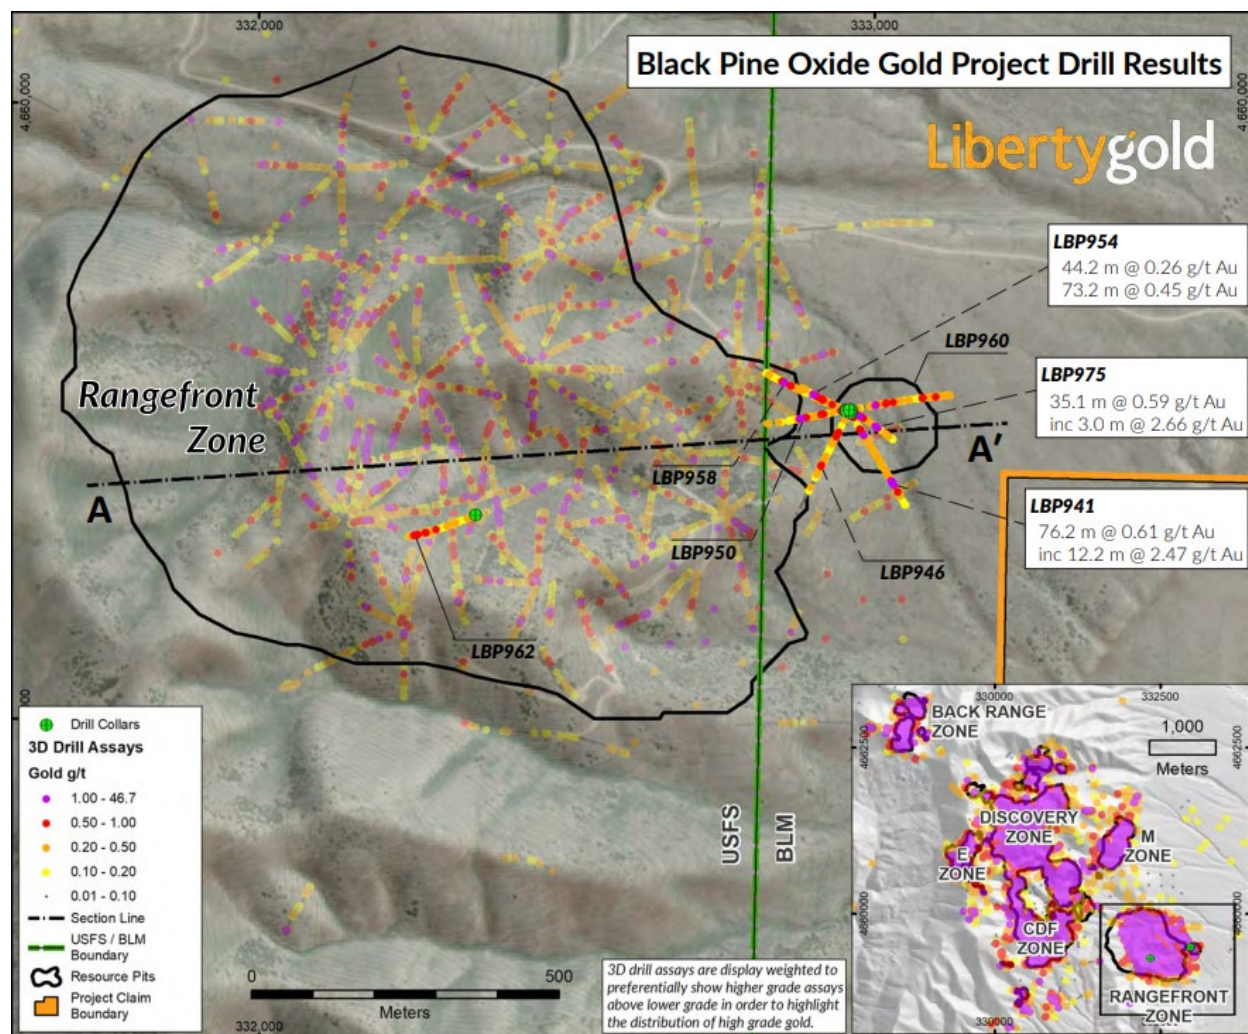 332,000
333,000
Black Pine Oxide Gold Project Drill Results
4,660,000
4,660,000
Libertygold
LBP954
44.2 m @ 0.26 g/t Au
73.2 m @ 0.45 g/t Au
LBP960
LBP975
35.1 m @ 0.59 g/t Au
inc 3.0 m @ 2.66 g/t Au
Rangefront
Zone
A
A'
LBP958
LBP941
76.2 m @ 0.61 g/t Au
inc 12.2 m @ 2.47 g/t Au
LBP950
LBP946
LBP962
USFS
BLM
Drill Collars
3D Drill Assays
Gold g/t
1.00 - 46.7
0.50 - 1.00
0.20 - 0.50
0.10 - 0.20
0.01 - 0.10
Section Line
USFS / BLM
Boundary
Resource Pits
Project Claim
Boundary
332,000
0
500
Meters
3D drill assays are display weighted to
preferentially show higher grade assays
above lower grade in order to highlight
the distribution of high grade gold.
330000
332500
1,000
Meters
4662500
4662500
BACK RANGE
ZONE
DISCOVERY
ZONE
E
ZONE
M
ZONE
CDF
ZONE
4660000
4660000
RANGEFRONT
ZONE
330000